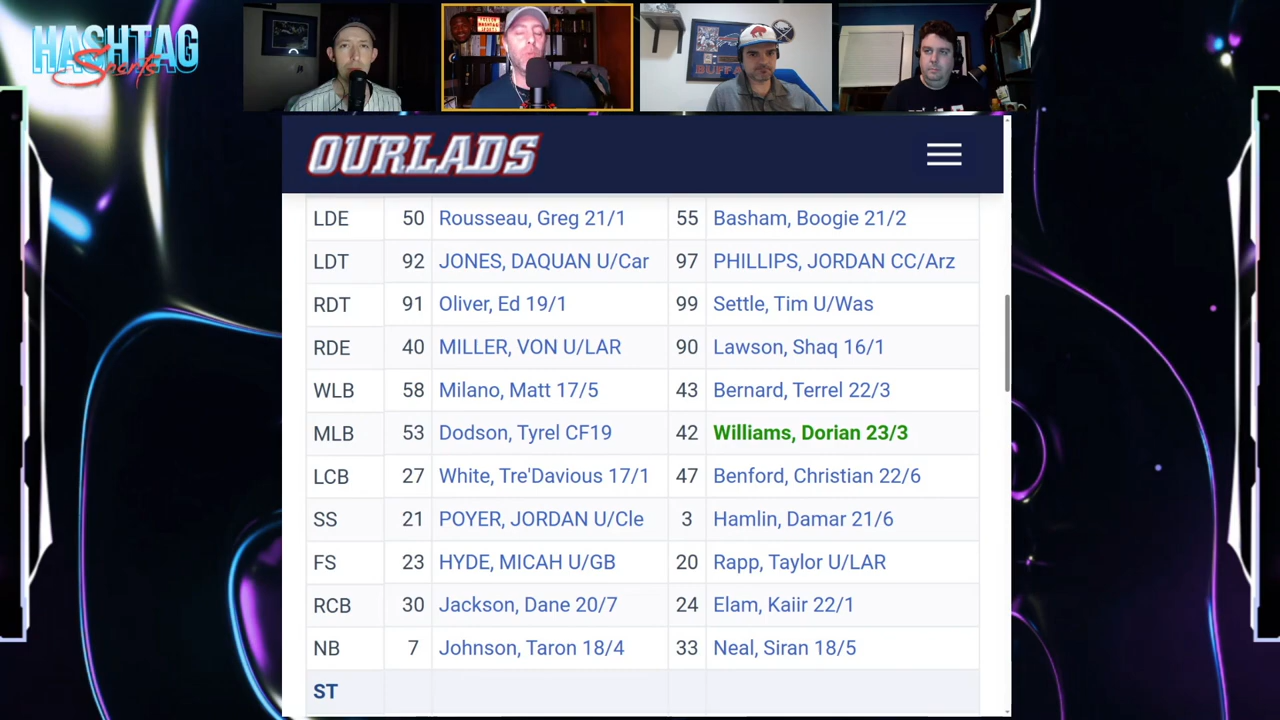 HASHTAG
Sports
BUFFA
OURLADS
LDE 50 Rousseau, Greg 21/1 55 Basham, Boogie 21/2
LDT 92 JONES, DAQUAN U/Car 97 PHILLIPS, JORDAN CC/Arz
RDT 91 Oliver, Ed 19/1 99 Settle, Tim U/Was
RDE 40 MILLER, VON U/LAR 90 Lawson, Shaq 16/1
WLB 58 Milano, Matt 17/5 43 Bernard, Terrel 22/3
MLB 53 Dodson, Tyrel CF19 42 Williams, Dorian 23/3
LCB 27 White, Tre'Davious 17/1 47 Benford, Christian 22/6
SS 21 POYER, JORDAN U/Cle 3 Hamlin, Damar 21/6
FS 23 HYDE, MICAH U/GB 20 Rapp, Taylor U/LAR
RCB 30 Jackson, Dane 20/7 24 Elam, Kaiir 22/1
NB 7 Johnson, Taron 18/4 33 Neal, Siran 18/5
ST